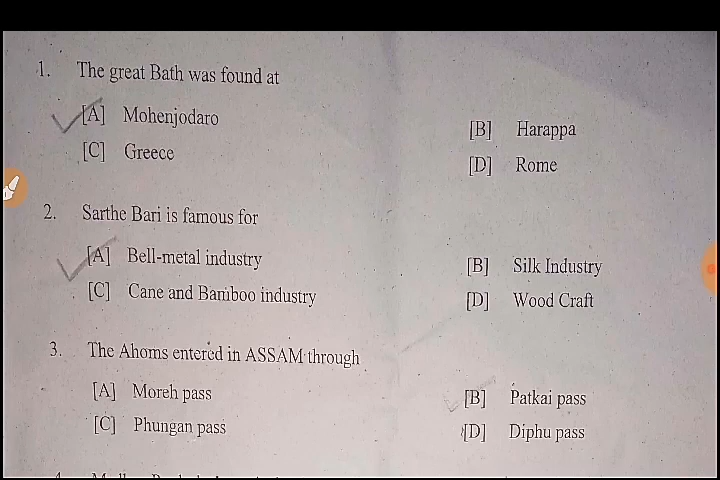 1. The great Bath was found at
[A] Mohenjodaro [B] Harappa
[C] Greece [D] Rome
2. Sarthe Bari is famous for
[A] Bell-metal industry [B] Silk Industry
[C] Cane and Bamboo industry [D] Wood Craft
3. The Ahoms entered in ASSAM through
[A] Moreh pass [B] Patkai pass
[C] Phungan pass [D] Diphu pass